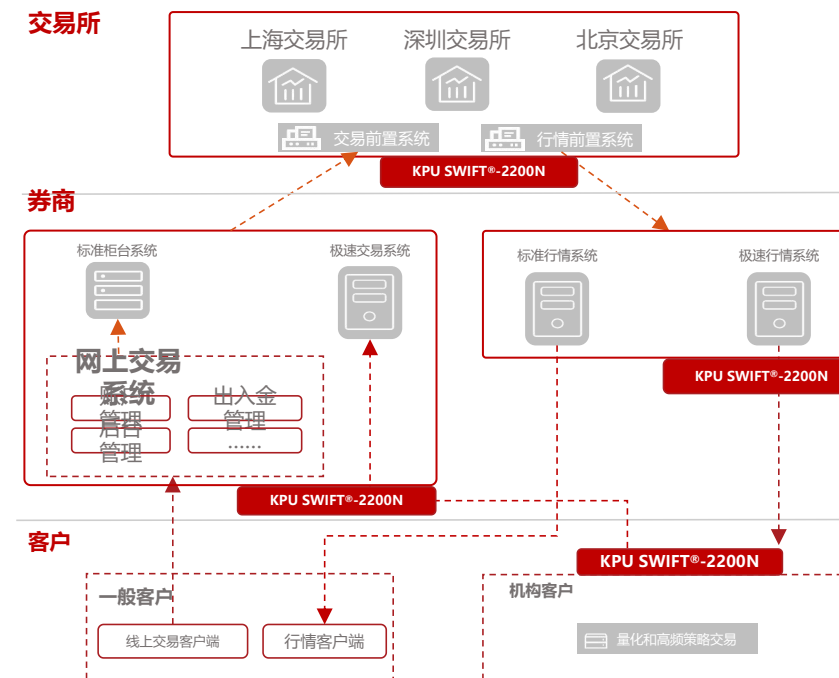 交易所
上海交易所
深圳交易所
北京交易所
交易前置系统
行情前置系统
KPU SWIFT®-2200N
券商
标准柜台系统
极速交易系统
标准行情系统
极速行情系统
网上交易
系统
管理
出入金
管理
后台
管理
......
KPU SWIFT®-2200N
KPU SWIFT®-2200N
客户
KPU SWIFT®-2200N
一般客户
机构客户
线上交易客户端
行情客户端
量化和高频策略交易